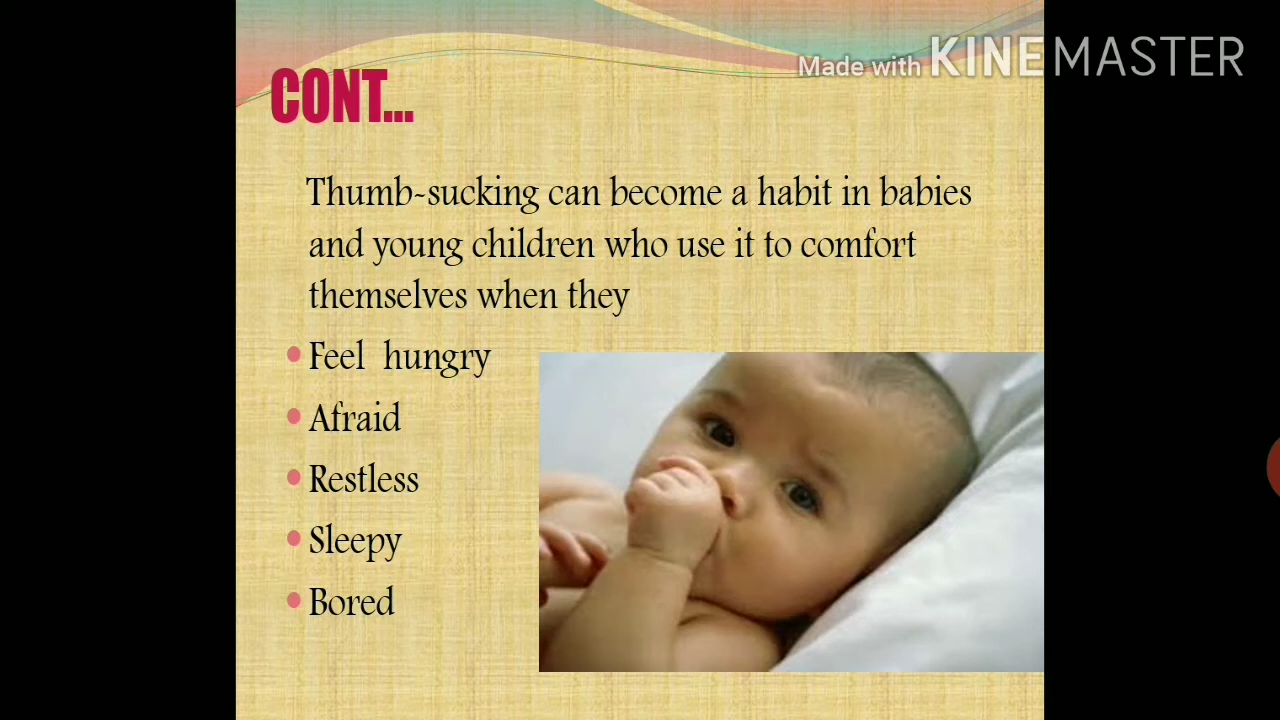 Made with KINEMASTER
CONT...
Thumb-sucking can become a habit in babies
and young children who use it to comfort
themselves when they
• Feel hungry
• Afraid
• Restless
• Sleepy
• Bored